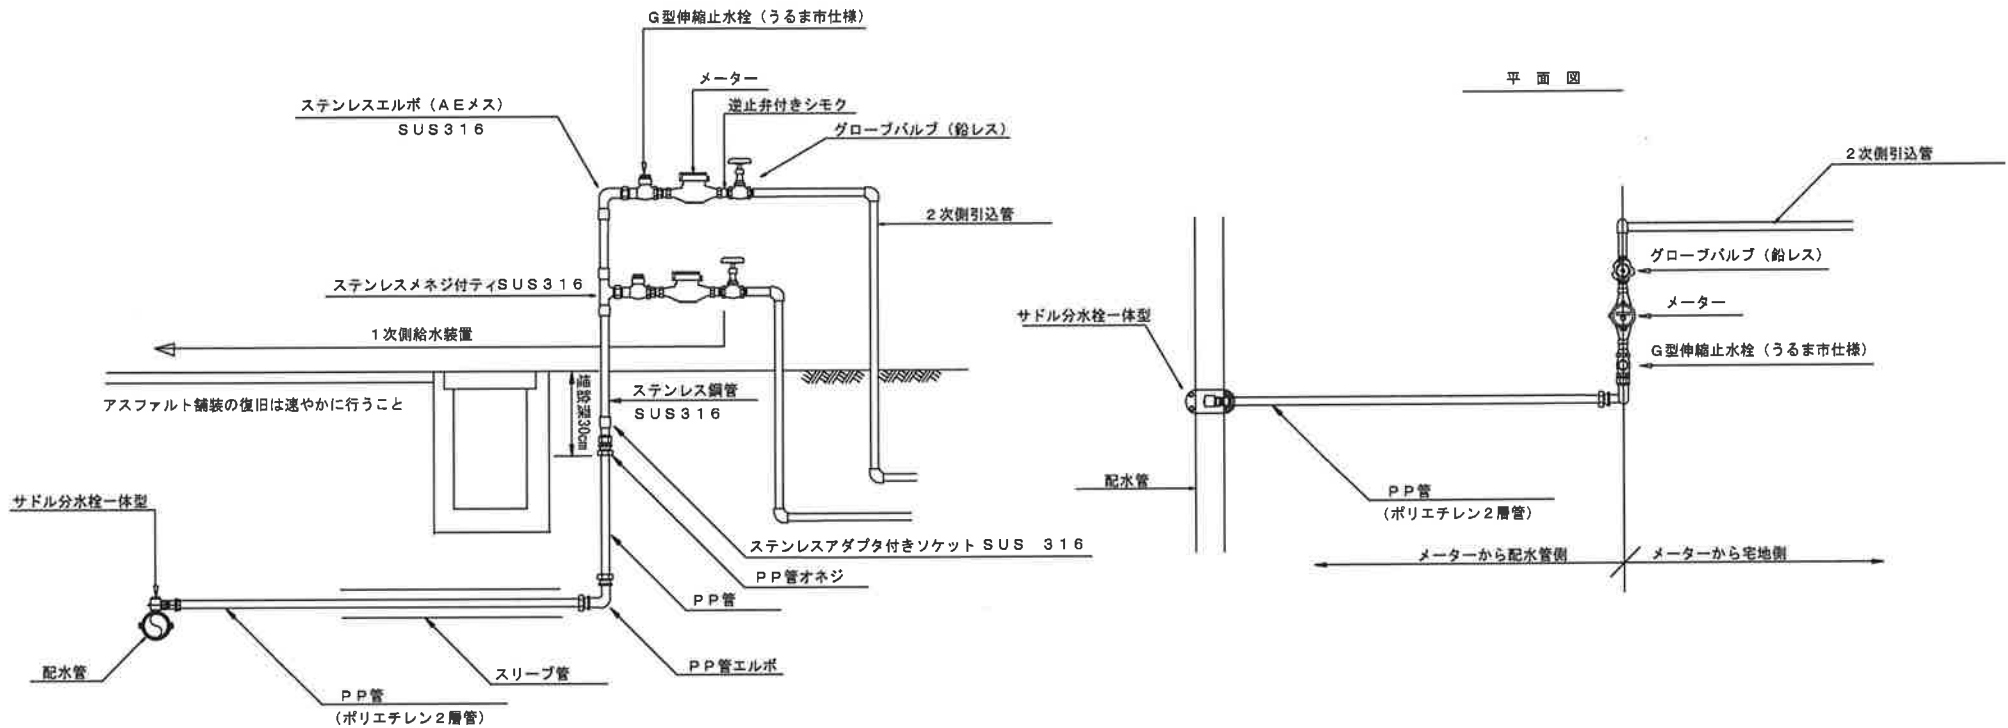 G型伸縮止水栓（うるま市仕様）
メーター
ステンレスエルボ（AEメス）
SUS316
逆止弁付きシモク
グローブバルブ（鉛レス）
2次側引込管
ステンレスメネジ付ティSUS316
1次側給水装置
アスファルト舗装の復旧は速やかに行うこと
埋設深30cm
ステンレス鋼管
SUS316
サドル分水栓一体型
ステンレスアダプタ付きソケット SUS 316
PP管オネジ
PP管
PP管エルボ
配水管
スリーブ管
PP管
（ポリエチレン2層管）
平面図
2次側引込管
グローブバルブ（鉛レス）
メーター
サドル分水栓一体型
G型伸縮止水栓（うるま市仕様）
配水管
PP管
（ポリエチレン2層管）
メーターから配水管側
メーターから宅地側